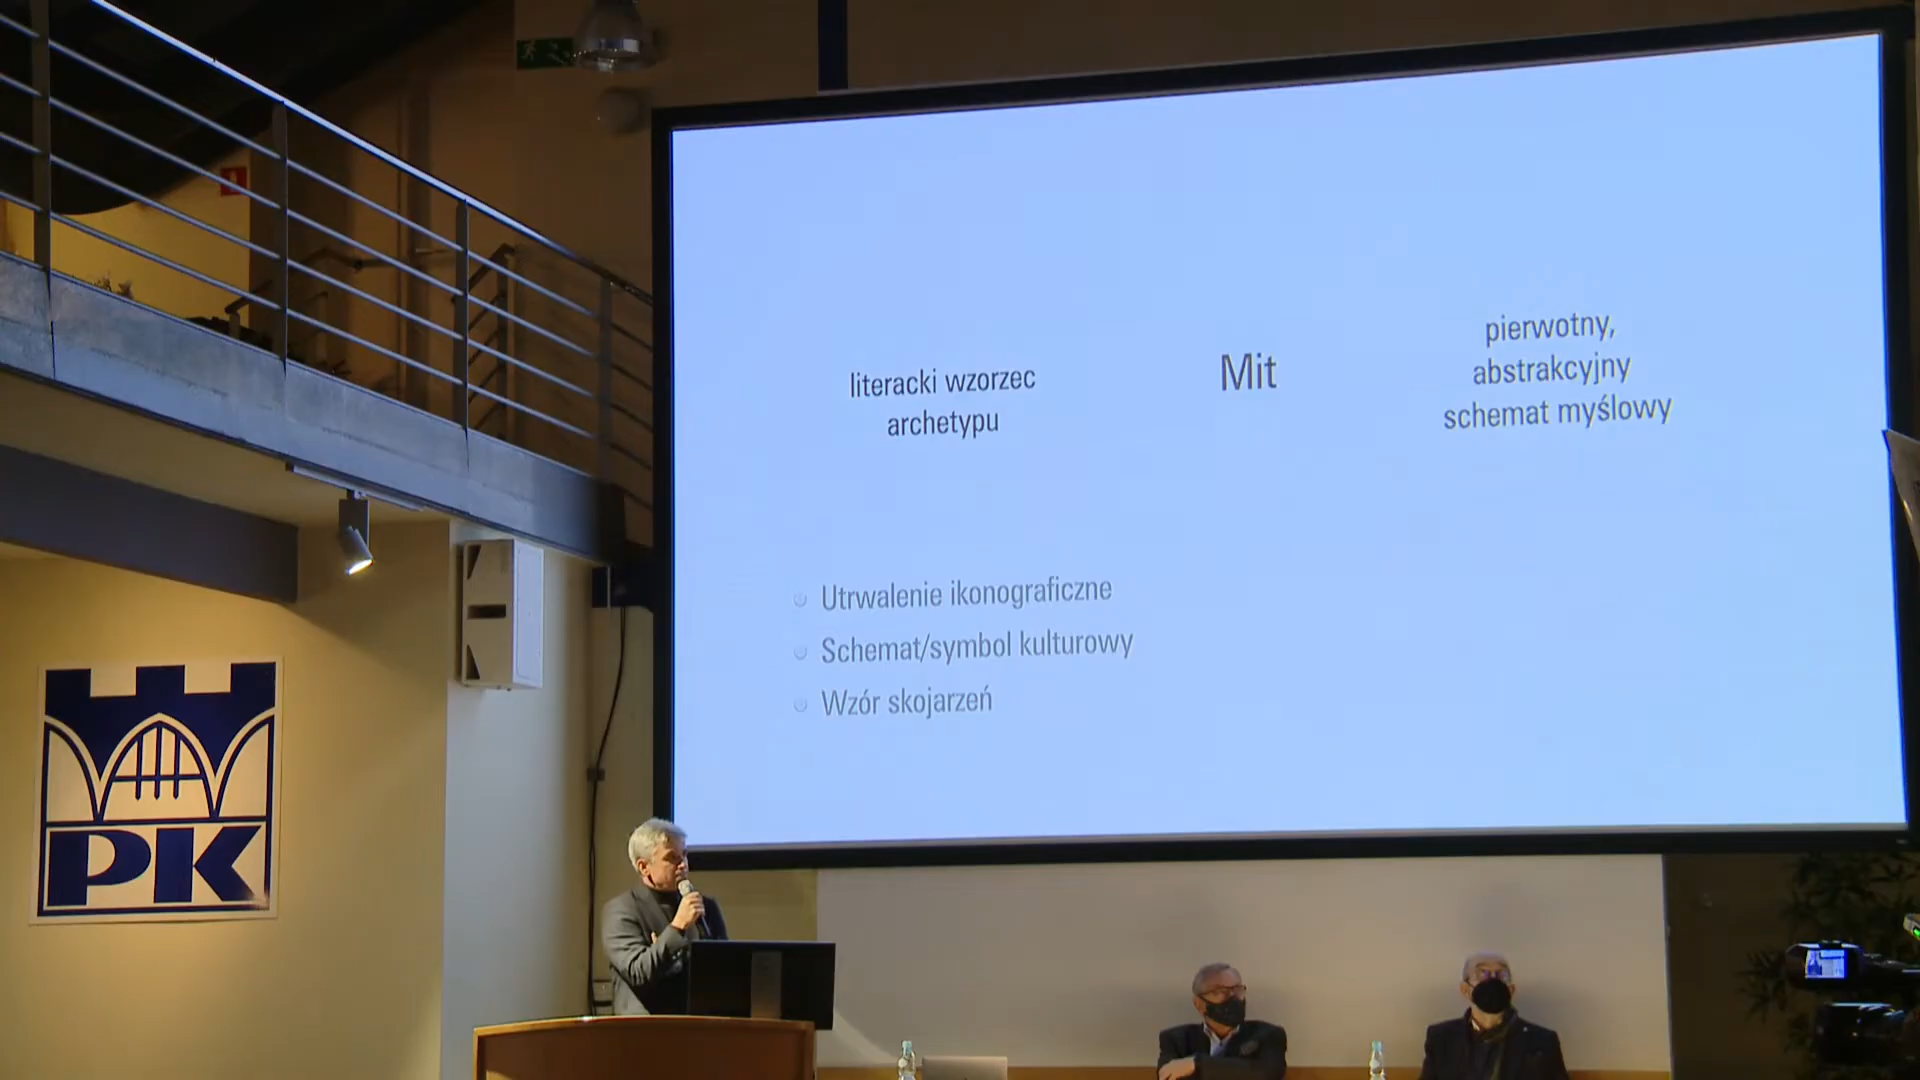 literacki wzorzec
archetypu
Mit
pierwotny,
abstrakcyjny
schemat myślowy
Utrwalenie ikonograficzne
Schemat/symbol kulturowy
Wzór skojarzeń
PK